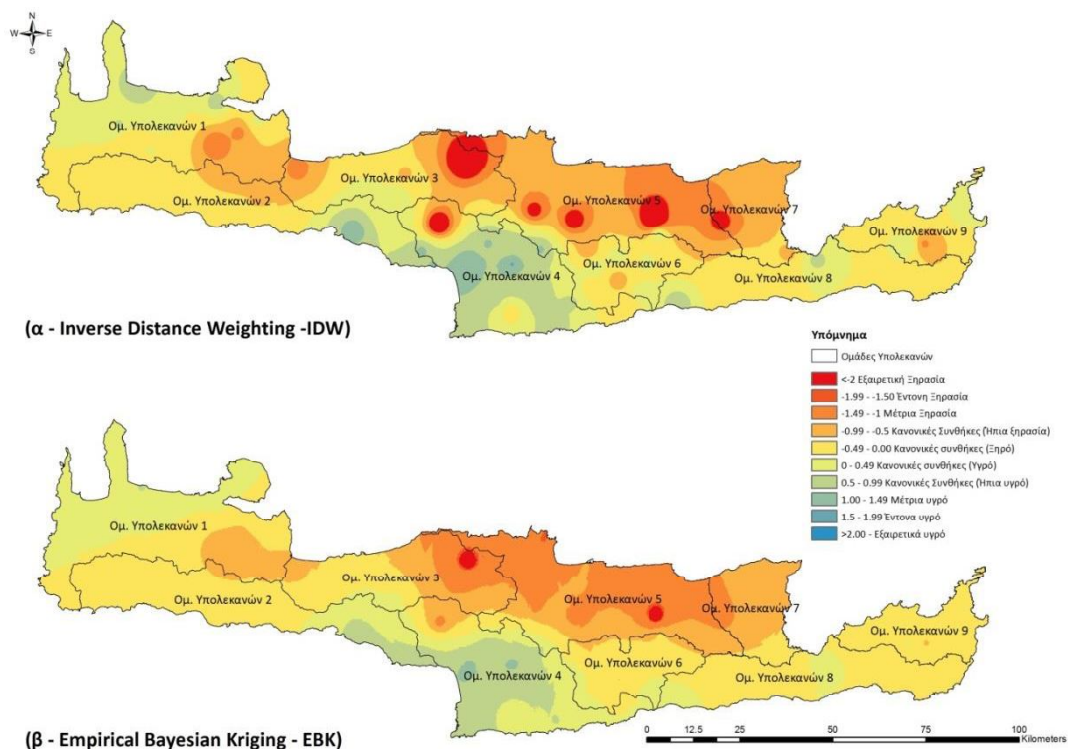 N
W E
S
Ομ. Υπολεκανών 1
Ομ. Υπολεκανών 2
Ομ. Υπολεκανών 3
Ομ. Υπολεκανών 4
Ομ. Υπολεκανών 5
Ομ. Υπολεκανών 6
Ομ. Υπολεκανών 7
Ομ. Υπολεκανών 8
Ομ. Υπολεκανών 9
(α - Inverse Distance Weighting -IDW)
Υπόμνημα
Ομάδες Υπολεκανών
<-2 Εξαιρετική Ξηρασία
-1.99 - -1.50 Έντονη Ξηρασία
-1.49 - -1 Μέτρια Ξηρασία
-0.99 - -0.5 Κανονικές Συνθήκες (Ήπια ξηρασία)
-0.49 - 0.00 Κανονικές συνθήκες (Ξηρό)
0 - 0.49 Κανονικές συνθήκες (Υγρό)
0.5 - 0.99 Κανονικές Συνθήκες (Ήπια υγρό)
1.00 - 1.49 Μέτρια υγρό
1.5 - 1.99 Έντονα υγρό
>2.00 - Εξαιρετικά υγρό
Ομ. Υπολεκανών 1
Ομ. Υπολεκανών 2
Ομ. Υπολεκανών 3
Ομ. Υπολεκανών 4
Ομ. Υπολεκανών 5
Ομ. Υπολεκανών 6
Ομ. Υπολεκανών 7
Ομ. Υπολεκανών 8
Ομ. Υπολεκανών 9
(β - Empirical Bayesian Kriging - EBK)
0 12.5 25 50 75 100
Kilometers